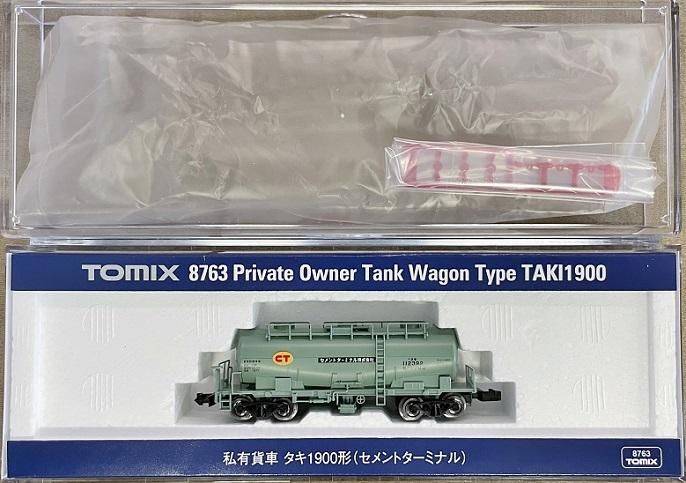 TOMIX 8763 Private Owner Tank Wagon Type TAKI1900
CT
セメントターミナル株式会社
112390
私有貨車 タキ1900形(セメントターミナル)
8763
TOMIX